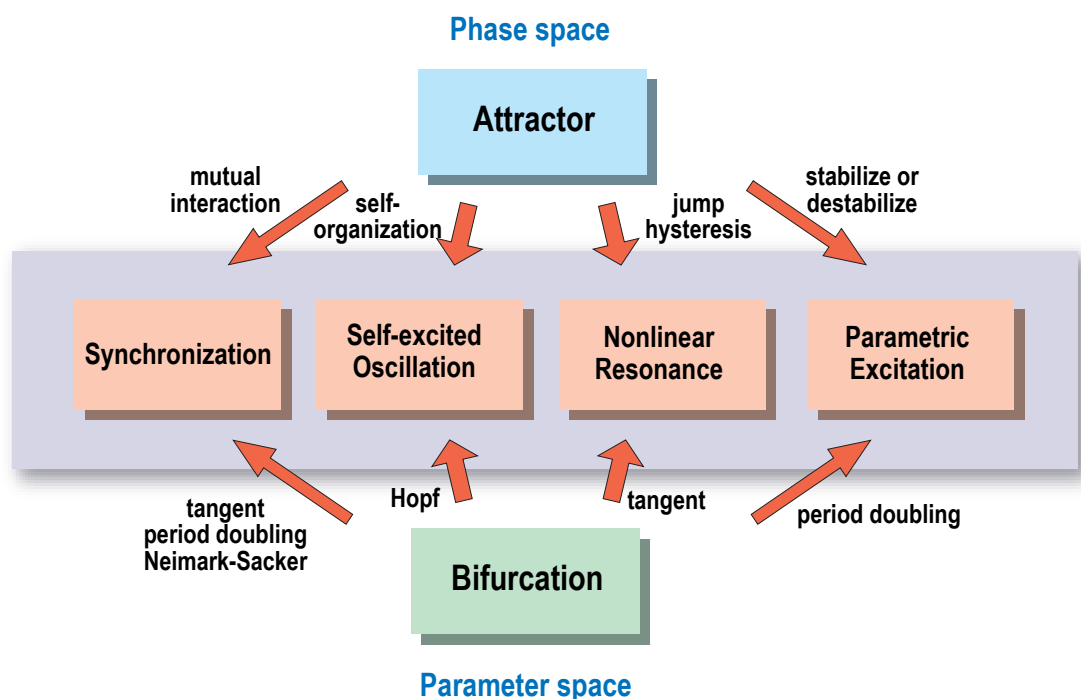 Phase space
Attractor
mutual
interaction
self-
organization
jump
hysteresis
stabilize or
destabilize
Synchronization
Self-excited
Oscillation
Nonlinear
Resonance
Parametric
Excitation
tangent
period doubling
Neimark-Sacker
Hopf
tangent
period doubling
Bifurcation
Parameter space